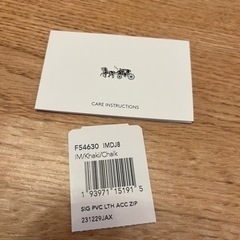 CARE INSTRUCTIONS
F54630 IMDJ8
IM/Khaki/Chalk
1 93971 15191 5
SIG PVC LTH ACC ZIP
231229JAX